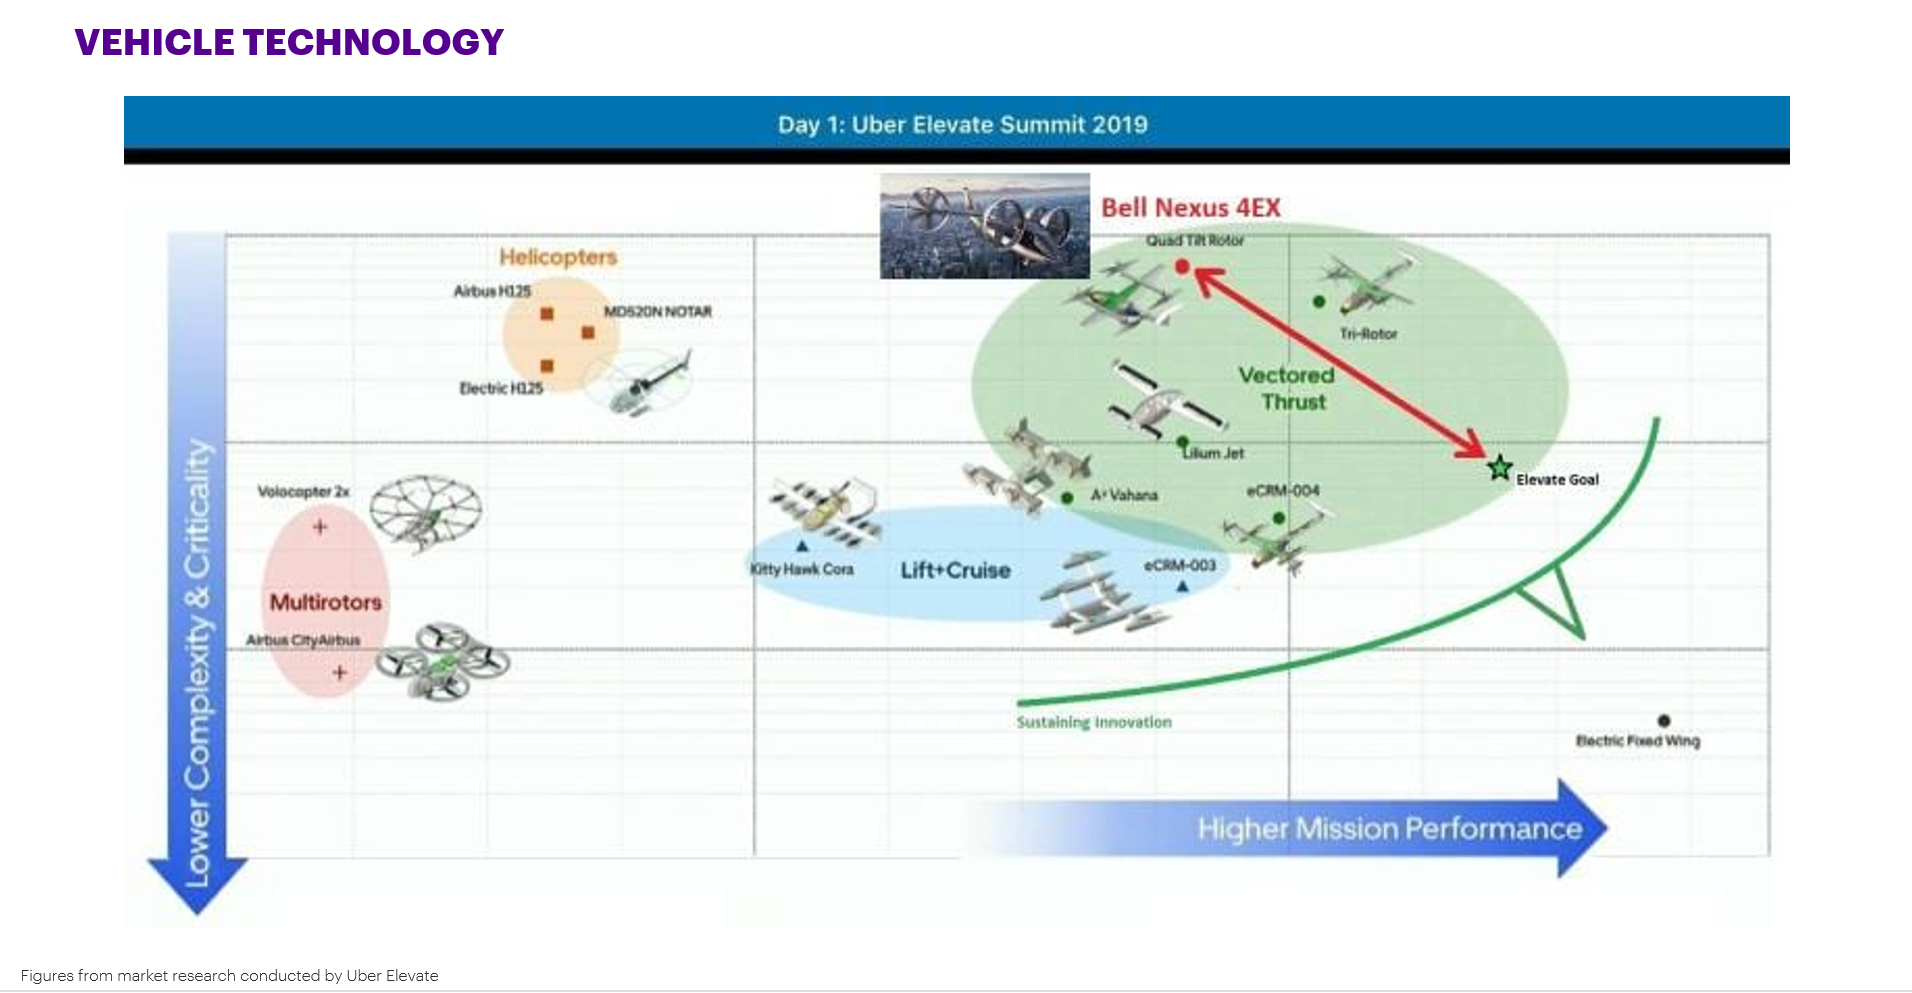 VEHICLE TECHNOLOGY
Day 1: Uber Elevate Summit 2019
Bell Nexus 4EX
Quad Tilt Rotor
Helicopters
Airbus H125
MD520N NOTAR
Electric H125
Tri-Rotor
Vectored
Thrust
Lilium Jet
Elevate Goal
Volocopter 2x
A³ Vahana
eCRM-004
Kitty Hawk Cora
Lift+Cruise
eCRM-003
Multirotors
Airbus CityAirbus
Sustaining Innovation
Electric Fixed Wing
Lower Complexity & Criticality
Higher Mission Performance
Figures from market research conducted by Uber Elevate